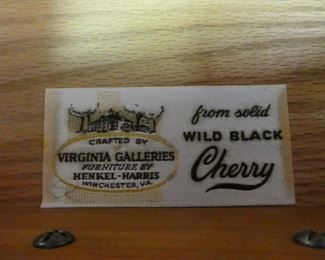 CRAFTED BY
VIRGINIA GALLERIES
FURNITURE BY
HENKEL-HARRIS
WINCHESTER, VA.
from solid
WILD BLACK
Cherry